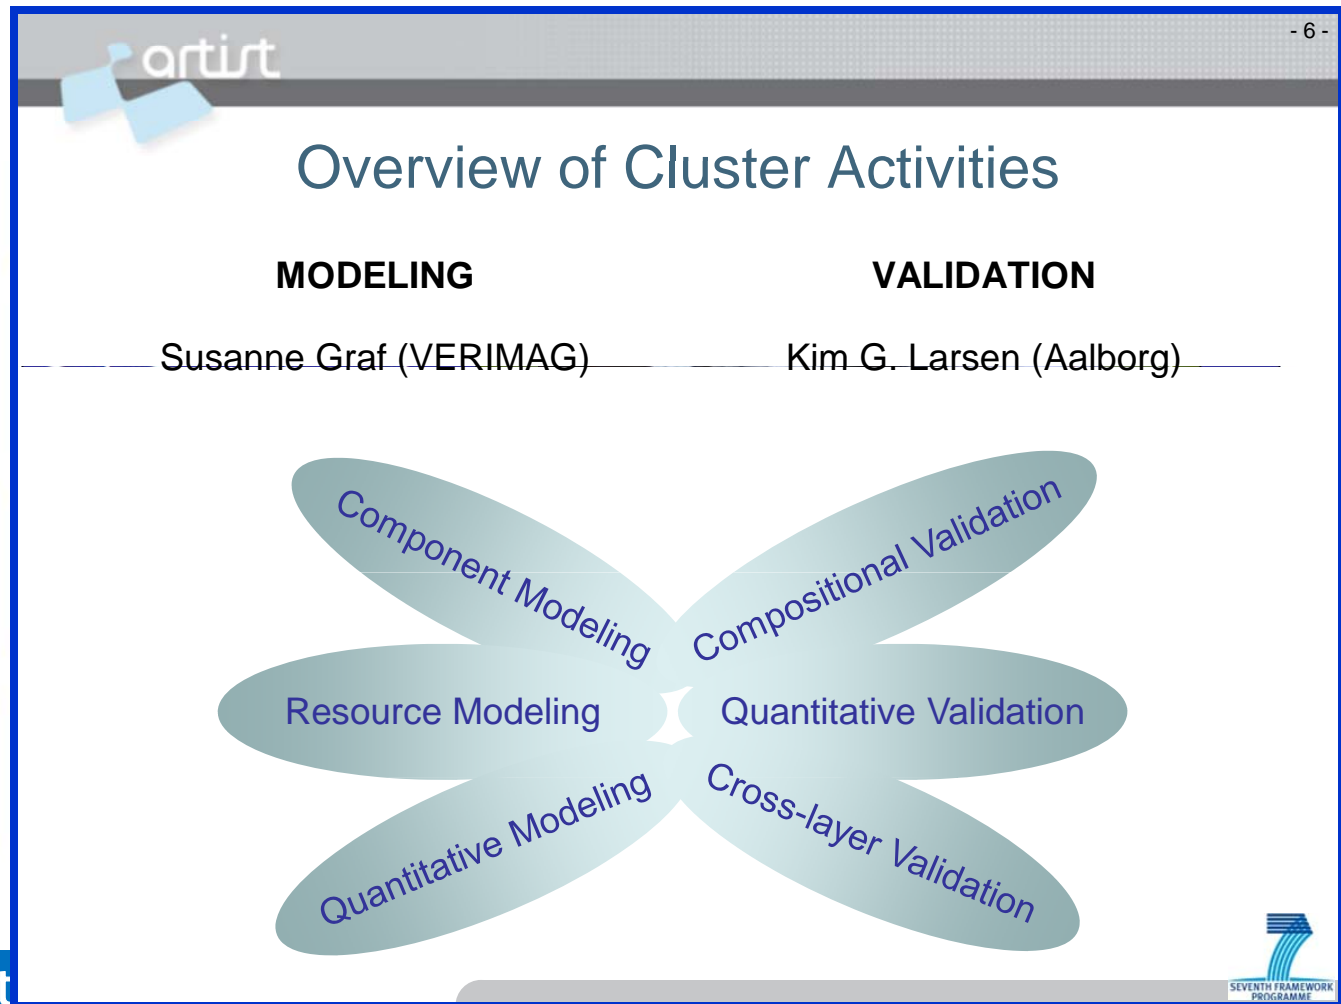 - 6 -
artist
Overview of Cluster Activities
MODELING
VALIDATION
Susanne Graf (VERIMAG)
Kim G. Larsen (Aalborg)
Component Modeling
Compositional Validation
Resource Modeling
Quantitative Validation
Quantitative Modeling
Cross-layer Validation
SEVENTH FRAMEWORK
PROGRAMME